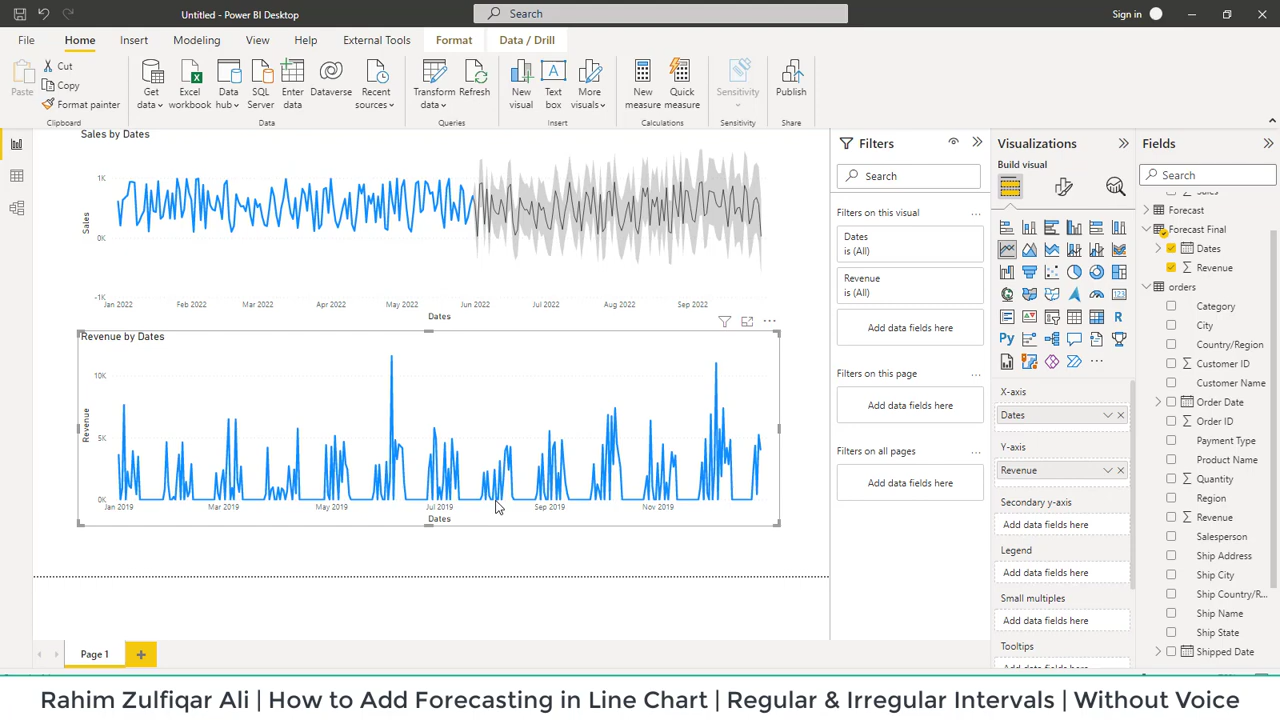 Untitled - Power BI Desktop
Search
Sign in
File
Home
Insert
Modeling
View
Help
External Tools
Format
Data / Drill
Paste
Cut
Copy
Format painter
Clipboard
Get data
Excel workbook
Data hub
SQL Server
Enter data
Dataverse
Recent sources
Data
Transform data
Refresh
Queries
New visual
Text box
More visuals
Insert
New measure
Quick measure
Calculations
Sensitivity
Sensitivity
Publish
Share
Sales by Dates
1K
0K
-1K
Sales
Jan 2022 Feb 2022 Mar 2022 Apr 2022 May 2022 Jun 2022 Jul 2022 Aug 2022 Sep 2022
Dates
Revenue by Dates
10K
5K
0K
Revenue
Jan 2019 Mar 2019 May 2019 Jul 2019 Sep 2019 Nov 2019
Dates
Page 1
Filters
Search
Filters on this visual
Dates
is (All)
Revenue
is (All)
Add data fields here
Filters on this page
Add data fields here
Filters on all pages
Add data fields here
Visualizations
Build visual
R
Py
X-axis
Dates
Y-axis
Revenue
Secondary y-axis
Add data fields here
Legend
Add data fields here
Small multiples
Add data fields here
Tooltips
Fields
Search
Forecast
Forecast Final
Dates
Revenue
orders
Category
City
Country/Region
Customer ID
Customer Name
Order Date
Order ID
Payment Type
Product Name
Quantity
Region
Revenue
Salesperson
Ship Address
Ship City
Ship Country/R...
Ship Name
Ship State
Shipped Date
Rahim Zulfiqar Ali | How to Add Forecasting in Line Chart | Regular & Irregular Intervals | Without Voice